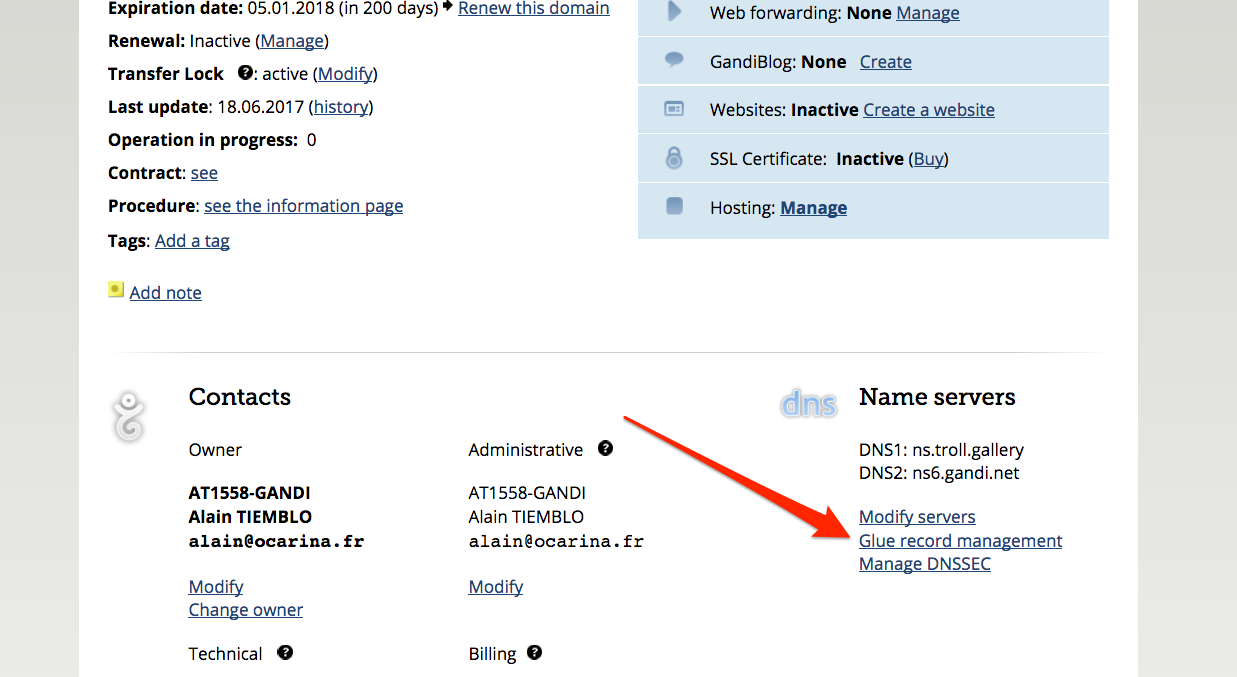 Expiration date: 05.01.2018 (in 200 days) Renew this domain
Renewal: Inactive (Manage)
Transfer Lock ?: active (Modify)
Last update: 18.06.2017 (history)
Operation in progress: 0
Contract: see
Procedure: see the information page
Tags: Add a tag
Add note
Web forwarding: None Manage
GandiBlog: None Create
Websites: Inactive Create a website
SSL Certificate: Inactive (Buy)
Hosting: Manage
Contacts
Owner
AT1558-GANDI
Alain TIEMBLO
alain@ocarina.fr
Modify
Change owner
Administrative ?
AT1558-GANDI
Alain TIEMBLO
alain@ocarina.fr
Modify
Technical ?
Billing ?
dns
Name servers
DNS1: ns.troll.gallery
DNS2: ns6.gandi.net
Modify servers
Glue record management
Manage DNSSEC